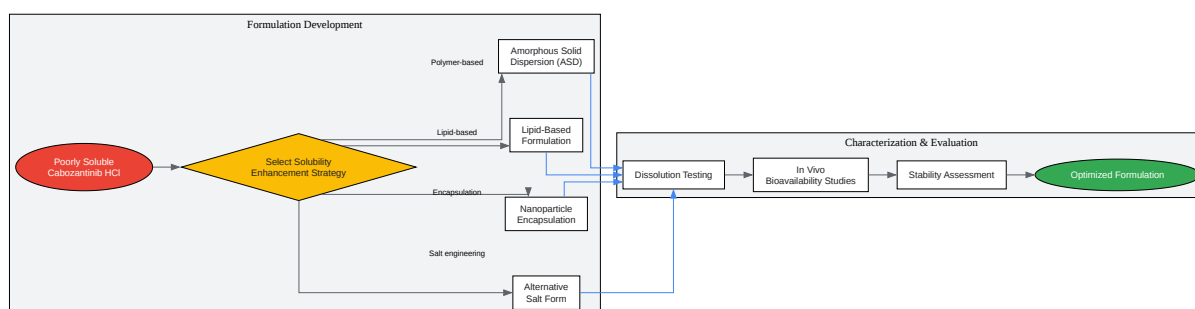 Formulation Development
Poorly Soluble
Cabozantinib HCl
Select Solubility
Enhancement Strategy
Polymer-based
Amorphous Solid
Dispersion (ASD)
Lipid-based
Lipid-Based
Formulation
Encapsulation
Nanoparticle
Encapsulation
Salt engineering
Alternative
Salt Form
Characterization & Evaluation
Dissolution Testing
In Vivo
Bioavailability Studies
Stability Assessment
Optimized Formulation